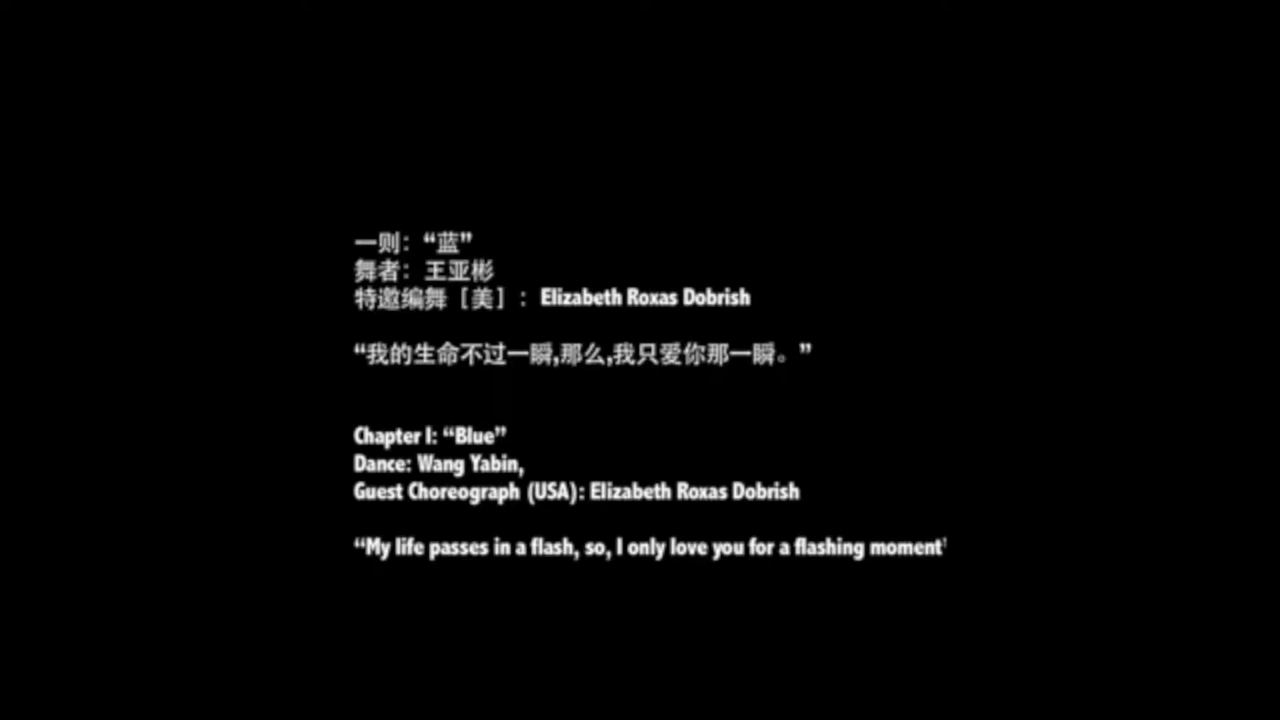 一则：“蓝”
舞者：王亚彬
特邀编舞［美］：Elizabeth Roxas Dobrish
“我的生命不过一瞬,那么,我只爱你那一瞬。”
Chapter I: “Blue”
Dance: Wang Yabin,
Guest Choreograph (USA): Elizabeth Roxas Dobrish
“My life passes in a flash, so, I only love you for a flashing moment'